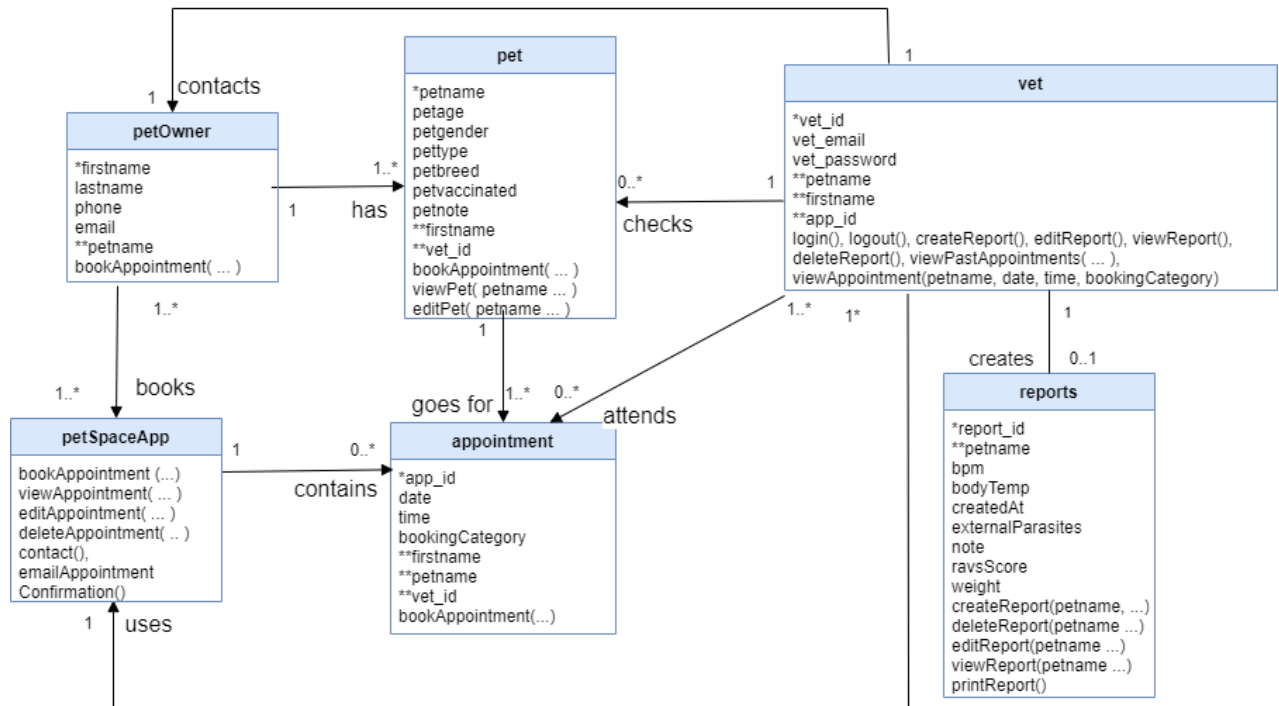 contacts
1
1
petOwner
*firstname
lastname
phone
email
**petname
bookAppointment( ... )
1..*
has
1
pet
*petname
petage
petgender
pettype
petbreed
petvaccinated
petnote
**firstname
**vet_id
bookAppointment( ... )
viewPet( petname ... )
editPet( petname ... )
0..*
1
checks
vet
*vet_id
vet_email
vet_password
**petname
**firstname
**app_id
login(), logout(), createReport(), editReport(), viewReport(),
deleteReport(), viewPastAppointments( ... ),
viewAppointment(petname, date, time, bookingCategory)
1..*
books
1..*
1
goes for
1..*
0..*
attends
1..*
1*
1
creates
0..1
petSpaceApp
bookAppointment (...)
viewAppointment( ... )
editAppointment( ... )
deleteAppointment( .. )
contact(),
emailAppointment
Confirmation()
1
0..*
contains
appointment
*app_id
date
time
bookingCategory
**firstname
**petname
**vet_id
bookAppointment(...)
reports
*report_id
**petname
bpm
bodyTemp
createdAt
externalParasites
note
ravsScore
weight
createReport(petname, ...)
deleteReport(petname ...)
editReport(petname ...)
viewReport(petname ...)
printReport()
1
uses